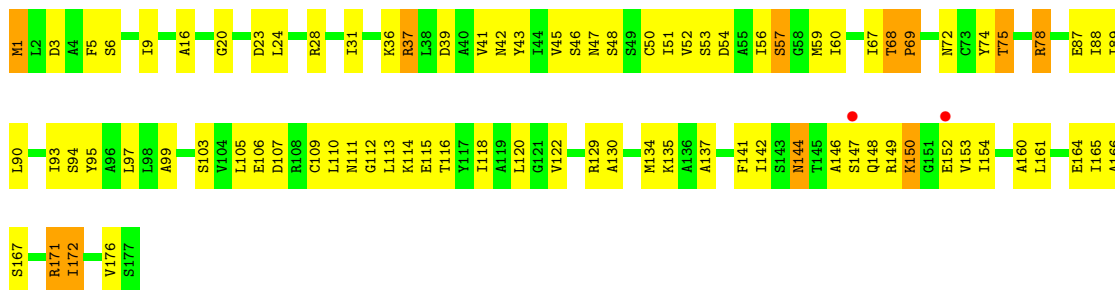 M1 L2 D3 A4 F5 S6 I9 A16 G20 D23 L24 R28 I31 K36 R37 L38 D39 A40 V41 N42 Y43 I44 V45 S46 N47 S48 S49 C50 I51 V52 S53 D54 A55 I56 S57 G58 M59 I60 I67 T68 P69 N72 C73 Y74 T75 R78 E87 I88 I89
L90 I93 S94 Y95 A96 L97 L98 A99 S103 V104 L105 E106 D107 R108 C109 L110 N111 G112 L113 K114 E115 T116 Y117 I118 A119 L120 G121 V122 R129 A130 M134 K135 A136 A137 F141 I142 S143 N144 T145 A146 S147 Q148 R149 K150 G151 E152 V153 I154 A160 L161 E164 I165 A166
S167 R171 I172 V176 S177